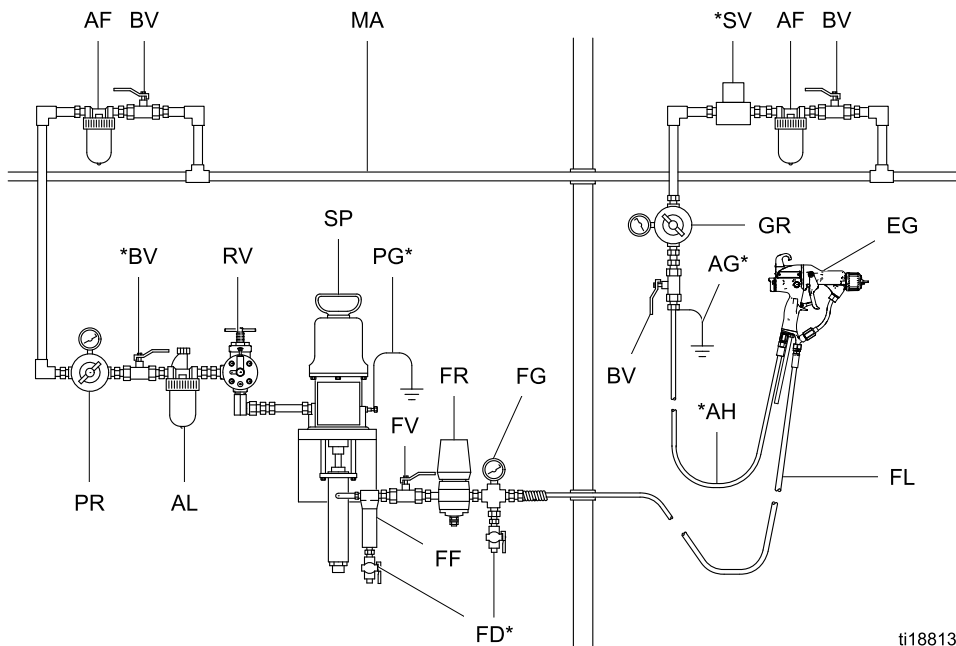 AF BV MA *SV AF BV
SP PG* GR EG
*BV RV AG*
FR FG BV
FV *AH
PR AL FL
FF
FD*
ti18813